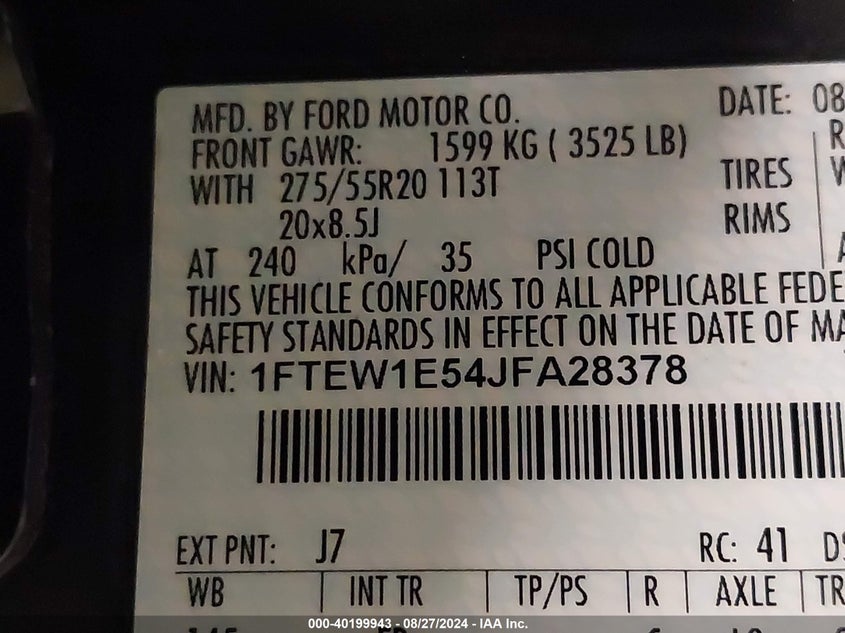 MFD. BY FORD MOTOR CO. DATE: 08
FRONT GAWR: 1599 KG ( 3525 LB)
WITH 275/55R20 113T TIRES
20x8.5J RIMS
AT 240 kPa/ 35 PSI COLD
THIS VEHICLE CONFORMS TO ALL APPLICABLE FEDE
SAFETY STANDARDS IN EFFECT ON THE DATE OF MA
VIN: 1FTEW1E54JFA28378
EXT PNT: J7 RC: 41
WB INT TR TP/PS R AXLE TR
000-40199943 - 08/27/2024 - IAA Inc.